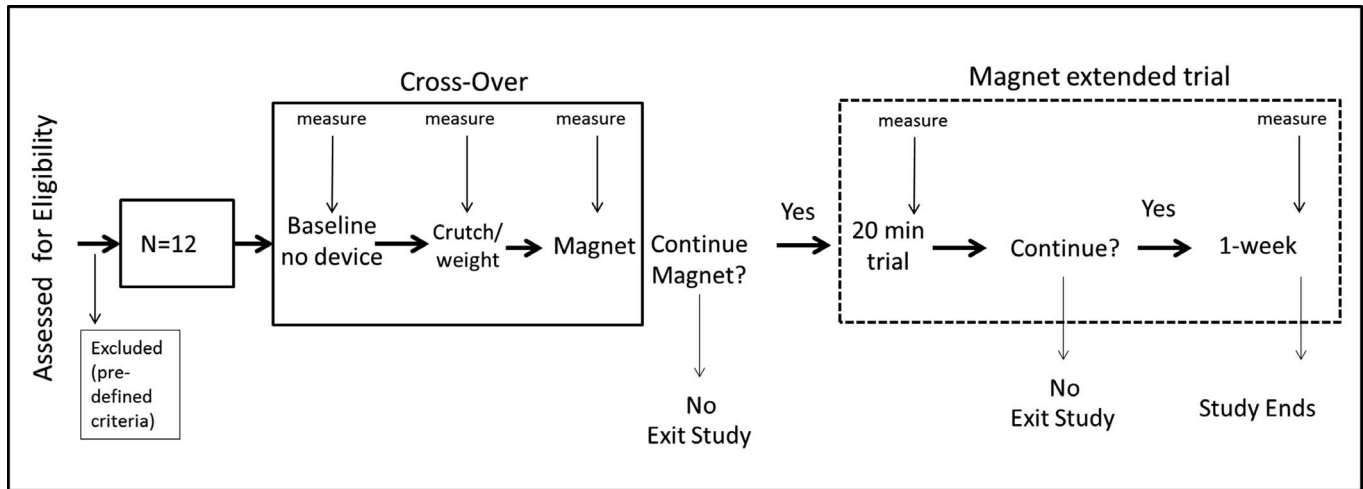 Assessed for Eligibility
Excluded
(pre-
defined
criteria)
N=12
Cross-Over
measure
measure
measure
Baseline
no device
Crutch/
weight
Magnet
Continue
Magnet?
No
Exit Study
Yes
Magnet extended trial
measure
measure
20 min
trial
Continue?
No
Exit Study
Yes
1-week
Study Ends